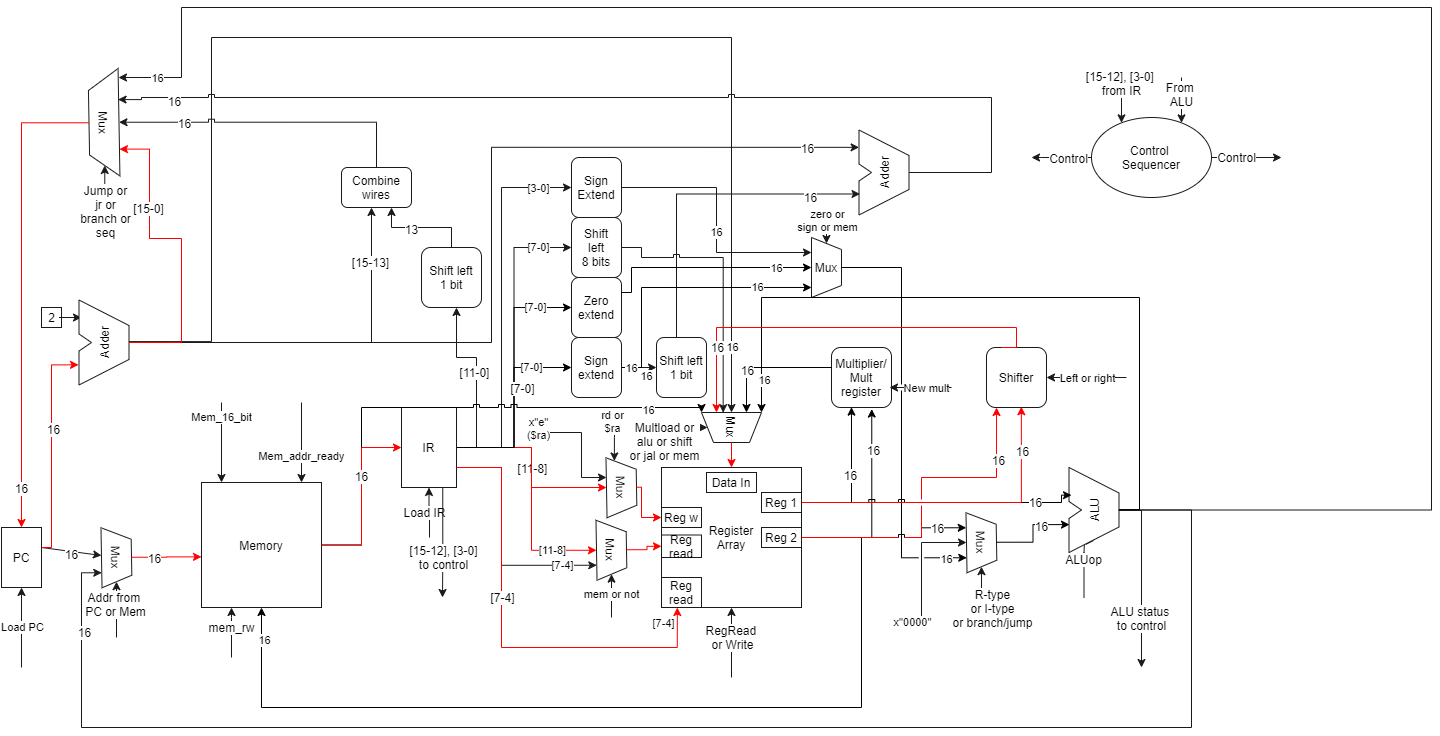 16
16
16
Mux
Jump or
jr or
branch or
seq
[15-0]
Combine
wires
13
[15-13]
Shift left
1 bit
[11-0]
2
Adder
16
16
PC
Load PC
16
Mux
16
Addr from
PC or Mem
16
Mem_16_bit
Mem_addr_ready
Memory
mem_rw
16
16
IR
Load IR
[15-12], [3-0]
to control
[3-0]
Sign
Extend
[7-0]
Shift
left
8 bits
[7-0]
Zero
extend
[7-0]
Sign
extend
[7-0]
16
16
Shift left
1 bit
16
16
16
16
Adder
zero or
sign or mem
16
16
Mux
16
16
16
16
16
Mux
Multload or
alu or shift
or jal or mem
x"e"
($ra)
rd or
$ra
[11-8]
Mux
[11-8]
[7-4]
Mux
mem or not
[7-4]
[7-4]
Data In
Reg w
Reg
read
Reg
read
Register
Array
Reg 1
Reg 2
RegRead
or Write
Multiplier/
Mult
register
New mult
16
16
Shifter
Left or right
16
16
16
16
16
16
Mux
x"0000"
R-type
or I-type
or branch/jump
ALU
ALUop
ALU status
to control
[15-12], [3-0]
from IR
From
ALU
Control
Control
Sequencer
Control